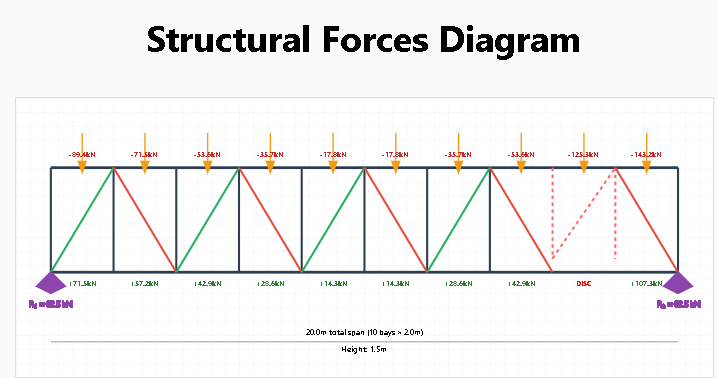 Structural Forces Diagram
-89.4kN -71.5kN -53.6kN -35.7kN -17.8kN -17.8kN -35.7kN -53.6kN -125.3kN -143.2kN
+71.5kN +57.2kN +42.9kN +28.6kN +14.3kN +14.3kN +28.6kN +42.9kN DISC +107.3kN
20.0m total span (10 bays × 2.0m)
Height: 1.5m